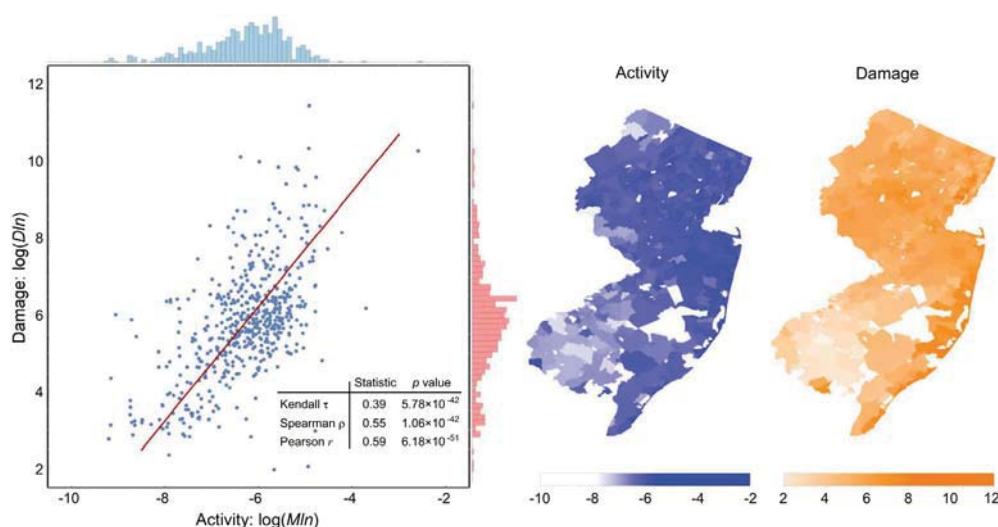 Activity
Damage
12
10
8
6
4
2
Damage: log(Dln)
Statistic p value
Kendall τ 0.39 5.78×10⁻⁴²
Spearman ρ 0.55 1.06×10⁻⁴²
Pearson r 0.59 6.18×10⁻⁵¹
-10 -8 -6 -4 -2
Activity: log(Mln)
-10 -8 -6 -4 -2
2 4 6 8 10 12